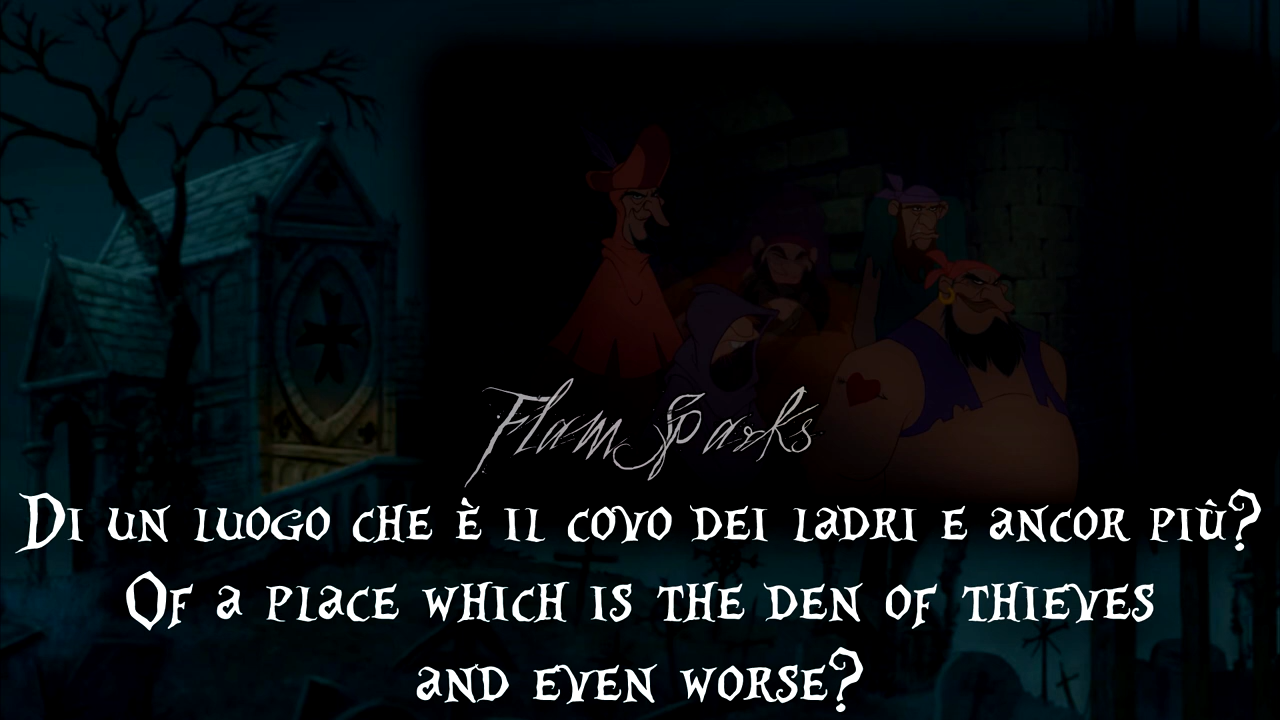 Flam Sparks
Di un luogo che è il covo dei ladri e ancor più?
Of a place which is the den of thieves
and even worse?